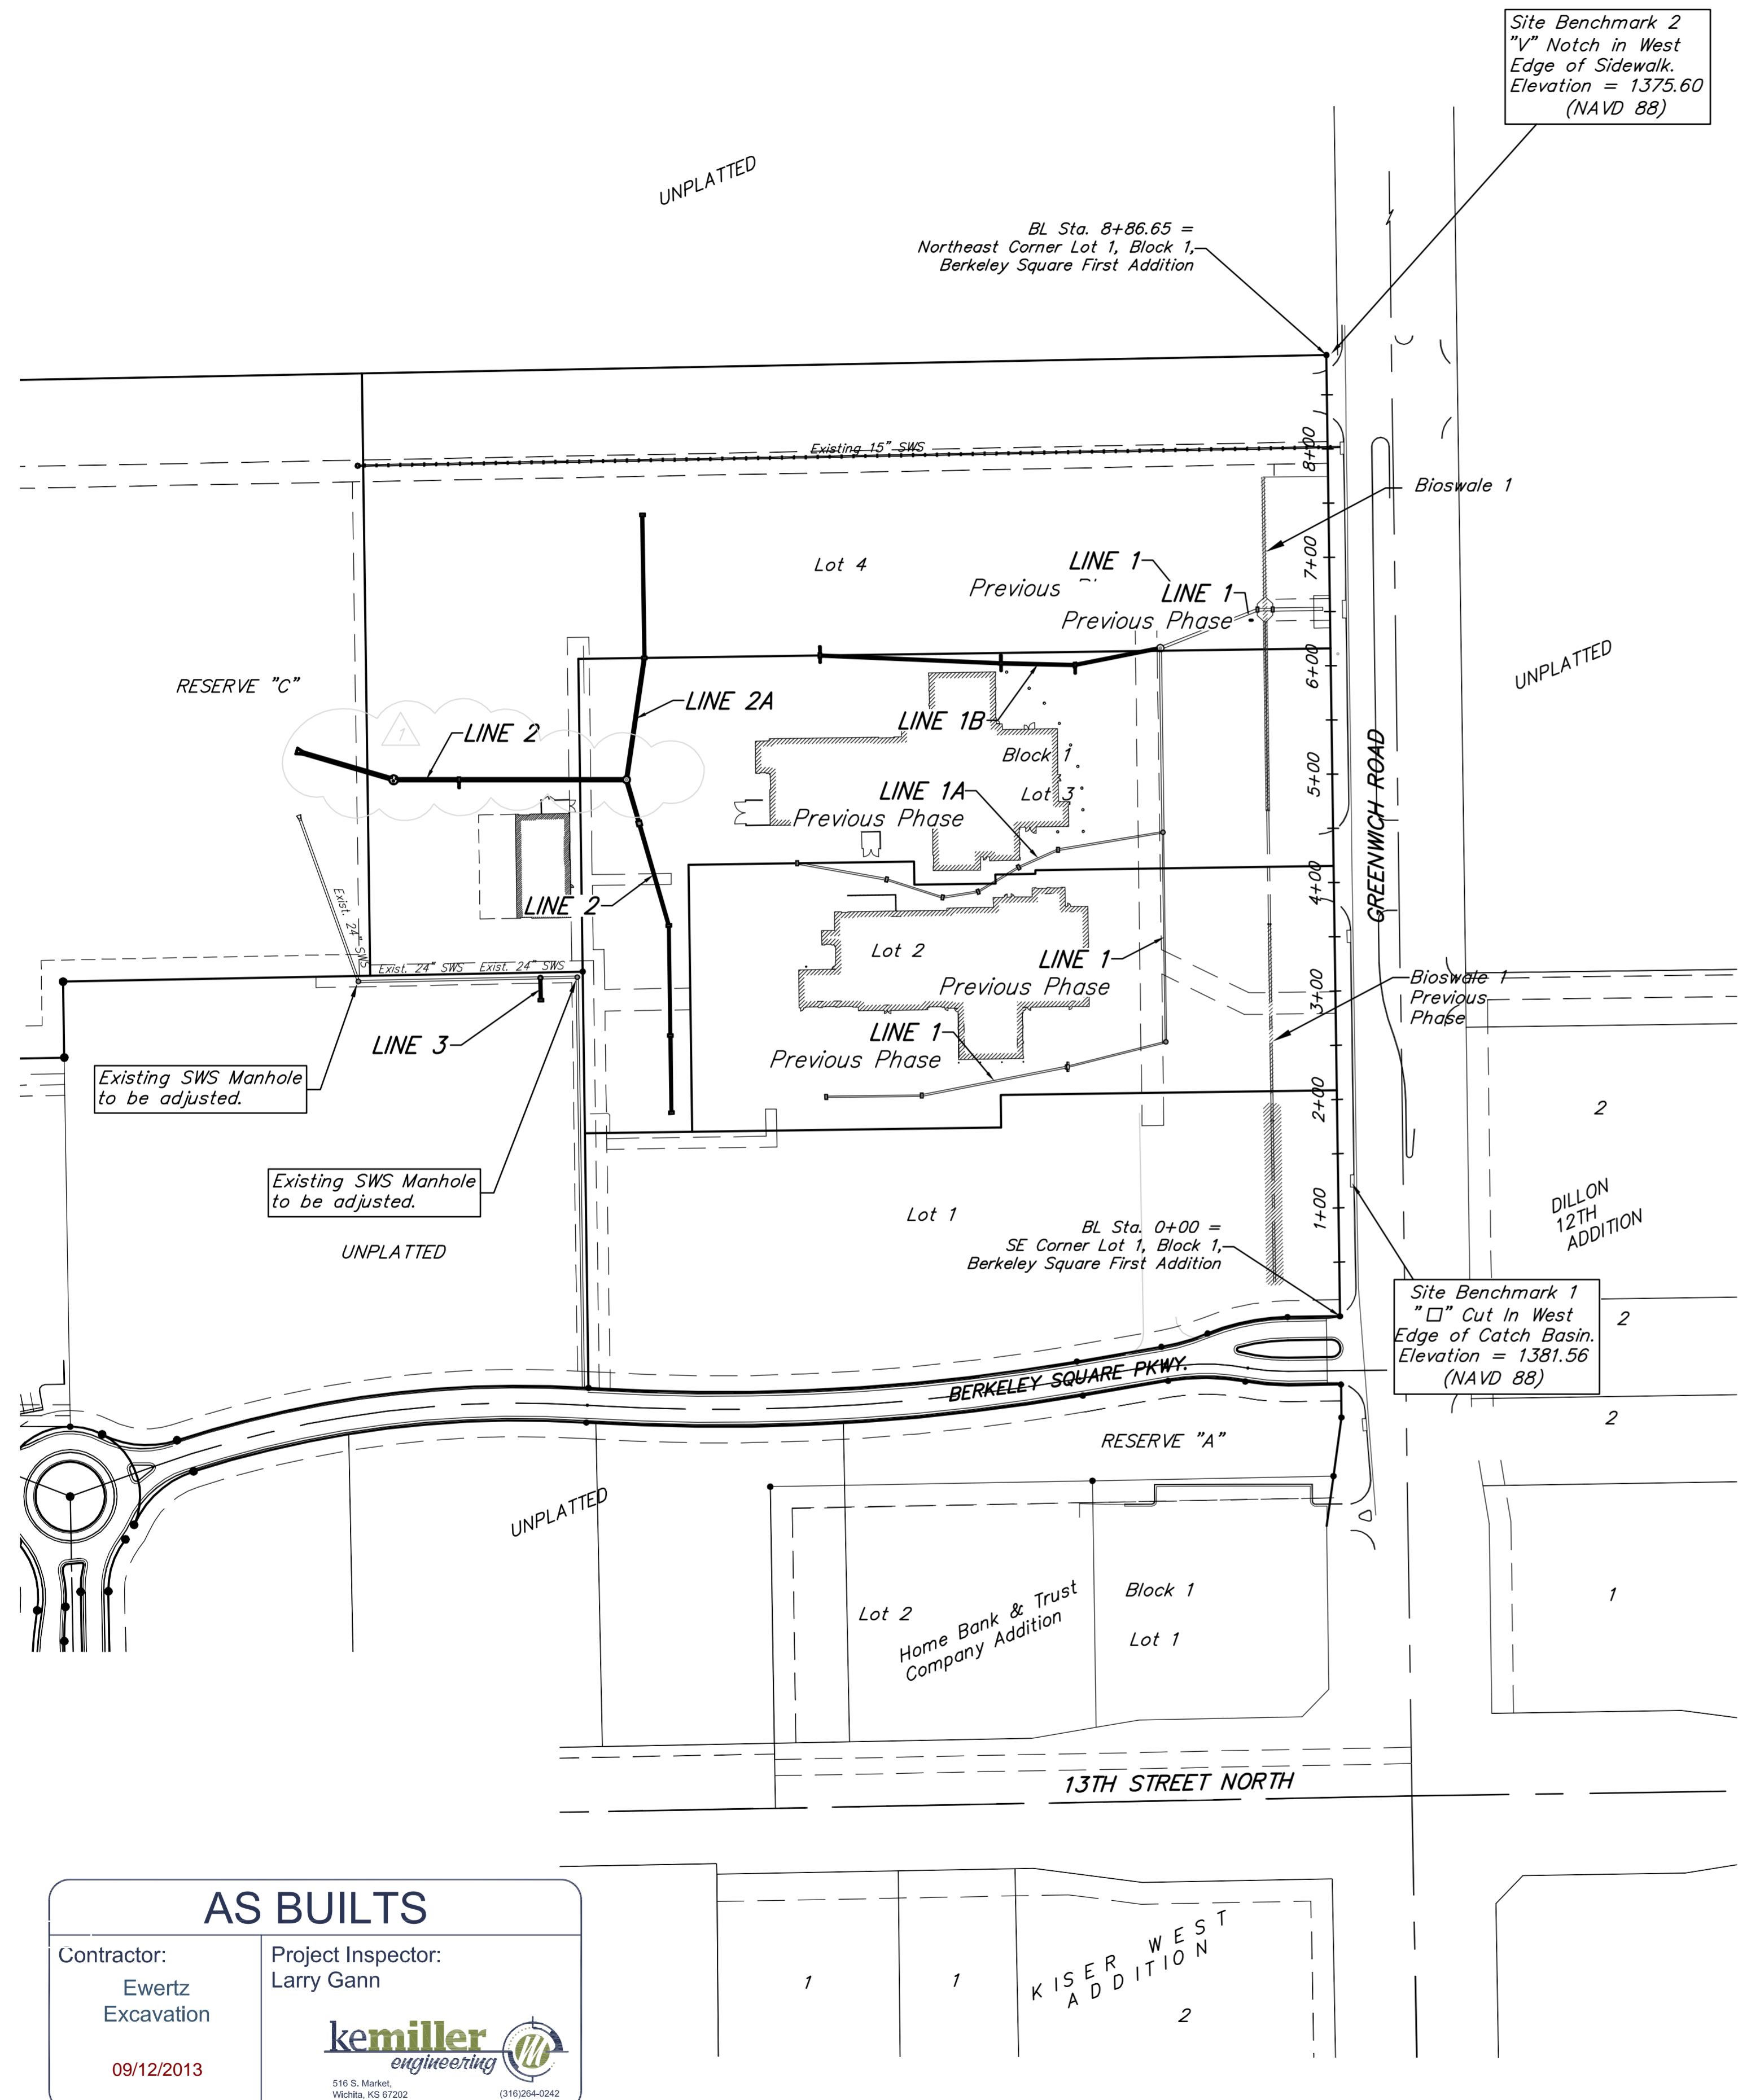 Site Benchmark 2
"V" Notch in West
Edge of Sidewalk.
Elevation = 1375.60
(NAVD 88)
UNPLATTED
BL Sta. 8+86.65 =
Northeast Corner Lot 1, Block 1,
Berkeley Square First Addition
Existing 15" SWS
8+00
Bioswale 1
Lot 4
LINE 1
Previous
7+00
LINE 1
Previous Phase
6+00
UNPLATTED
RESERVE "C"
LINE 2A
LINE 1B
1
LINE 2
Block 1
GREENWICH ROAD
5+00
LINE 1A
Previous Phase
Lot 3
4+00
LINE 2
Exist. 24" SWS
Lot 2
LINE 1
Previous Phase
Exist. 24" SWS
Exist. 24" SWS
3+00
Bioswale 1
Previous
Phase
LINE 3
LINE 1
Previous Phase
Existing SWS Manhole
to be adjusted.
2+00
2
Existing SWS Manhole
to be adjusted.
DILLON
12TH
ADDITION
1+00
Lot 1
UNPLATTED
BL Sta. 0+00 =
SE Corner Lot 1, Block 1,
Berkeley Square First Addition
Site Benchmark 1
"□" Cut In West
Edge of Catch Basin.
Elevation = 1381.56
(NAVD 88)
2
BERKELEY SQUARE PKWY.
2
RESERVE "A"
UNPLATTED
Lot 2
Home Bank & Trust
Company Addition
Block 1
Lot 1
1
13TH STREET NORTH
AS BUILTS
Contractor:
Ewertz
Excavation
09/12/2013
Project Inspector:
Larry Gann
kemiller
engineering
516 S. Market,
Wichita, KS 67202
(316)264-0242
1
1
KISER WEST
ADDITION
2